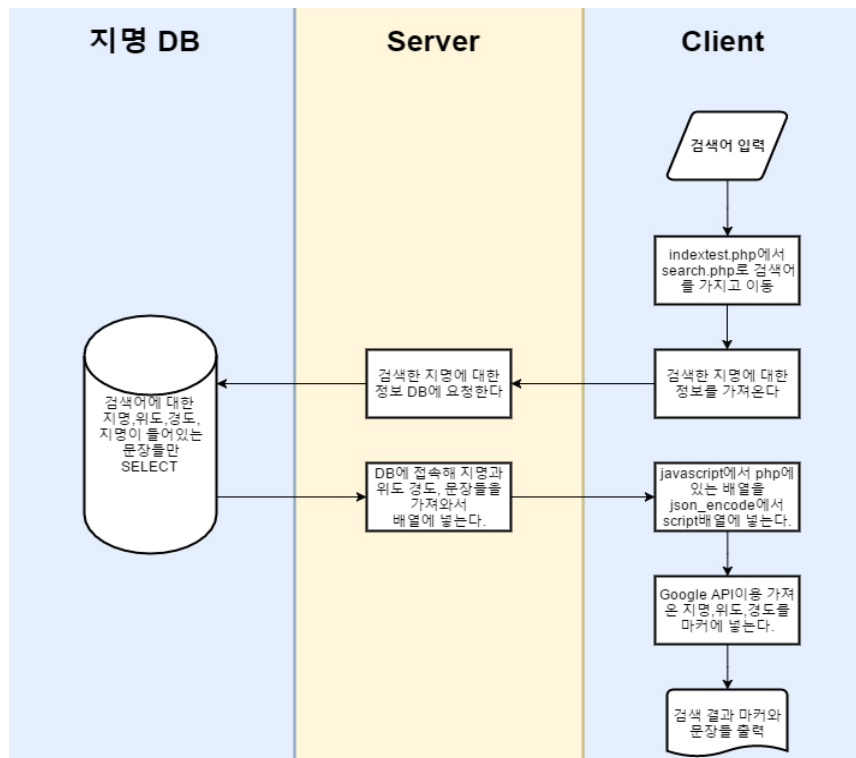 지명 DB
Server
Client
검색어 입력
indextest.php에서
search.php로 검색어
를 가지고 이동
검색한 지명에 대한
정보를 가져온다
검색한 지명에 대한
정보 DB에 요청한다
검색어에 대한
지명,위도,경도,
지명이 들어있는
문장들만
SELECT
DB에 접속해 지명과
위도 경도, 문장들을
가져와서
배열에 넣는다.
javascript에서 php에
있는 배열을
json_encode에서
script배열에 넣는다.
Google API이용 가져
온 지명,위도,경도를
마커에 넣는다.
검색 결과 마커와
문장들 출력